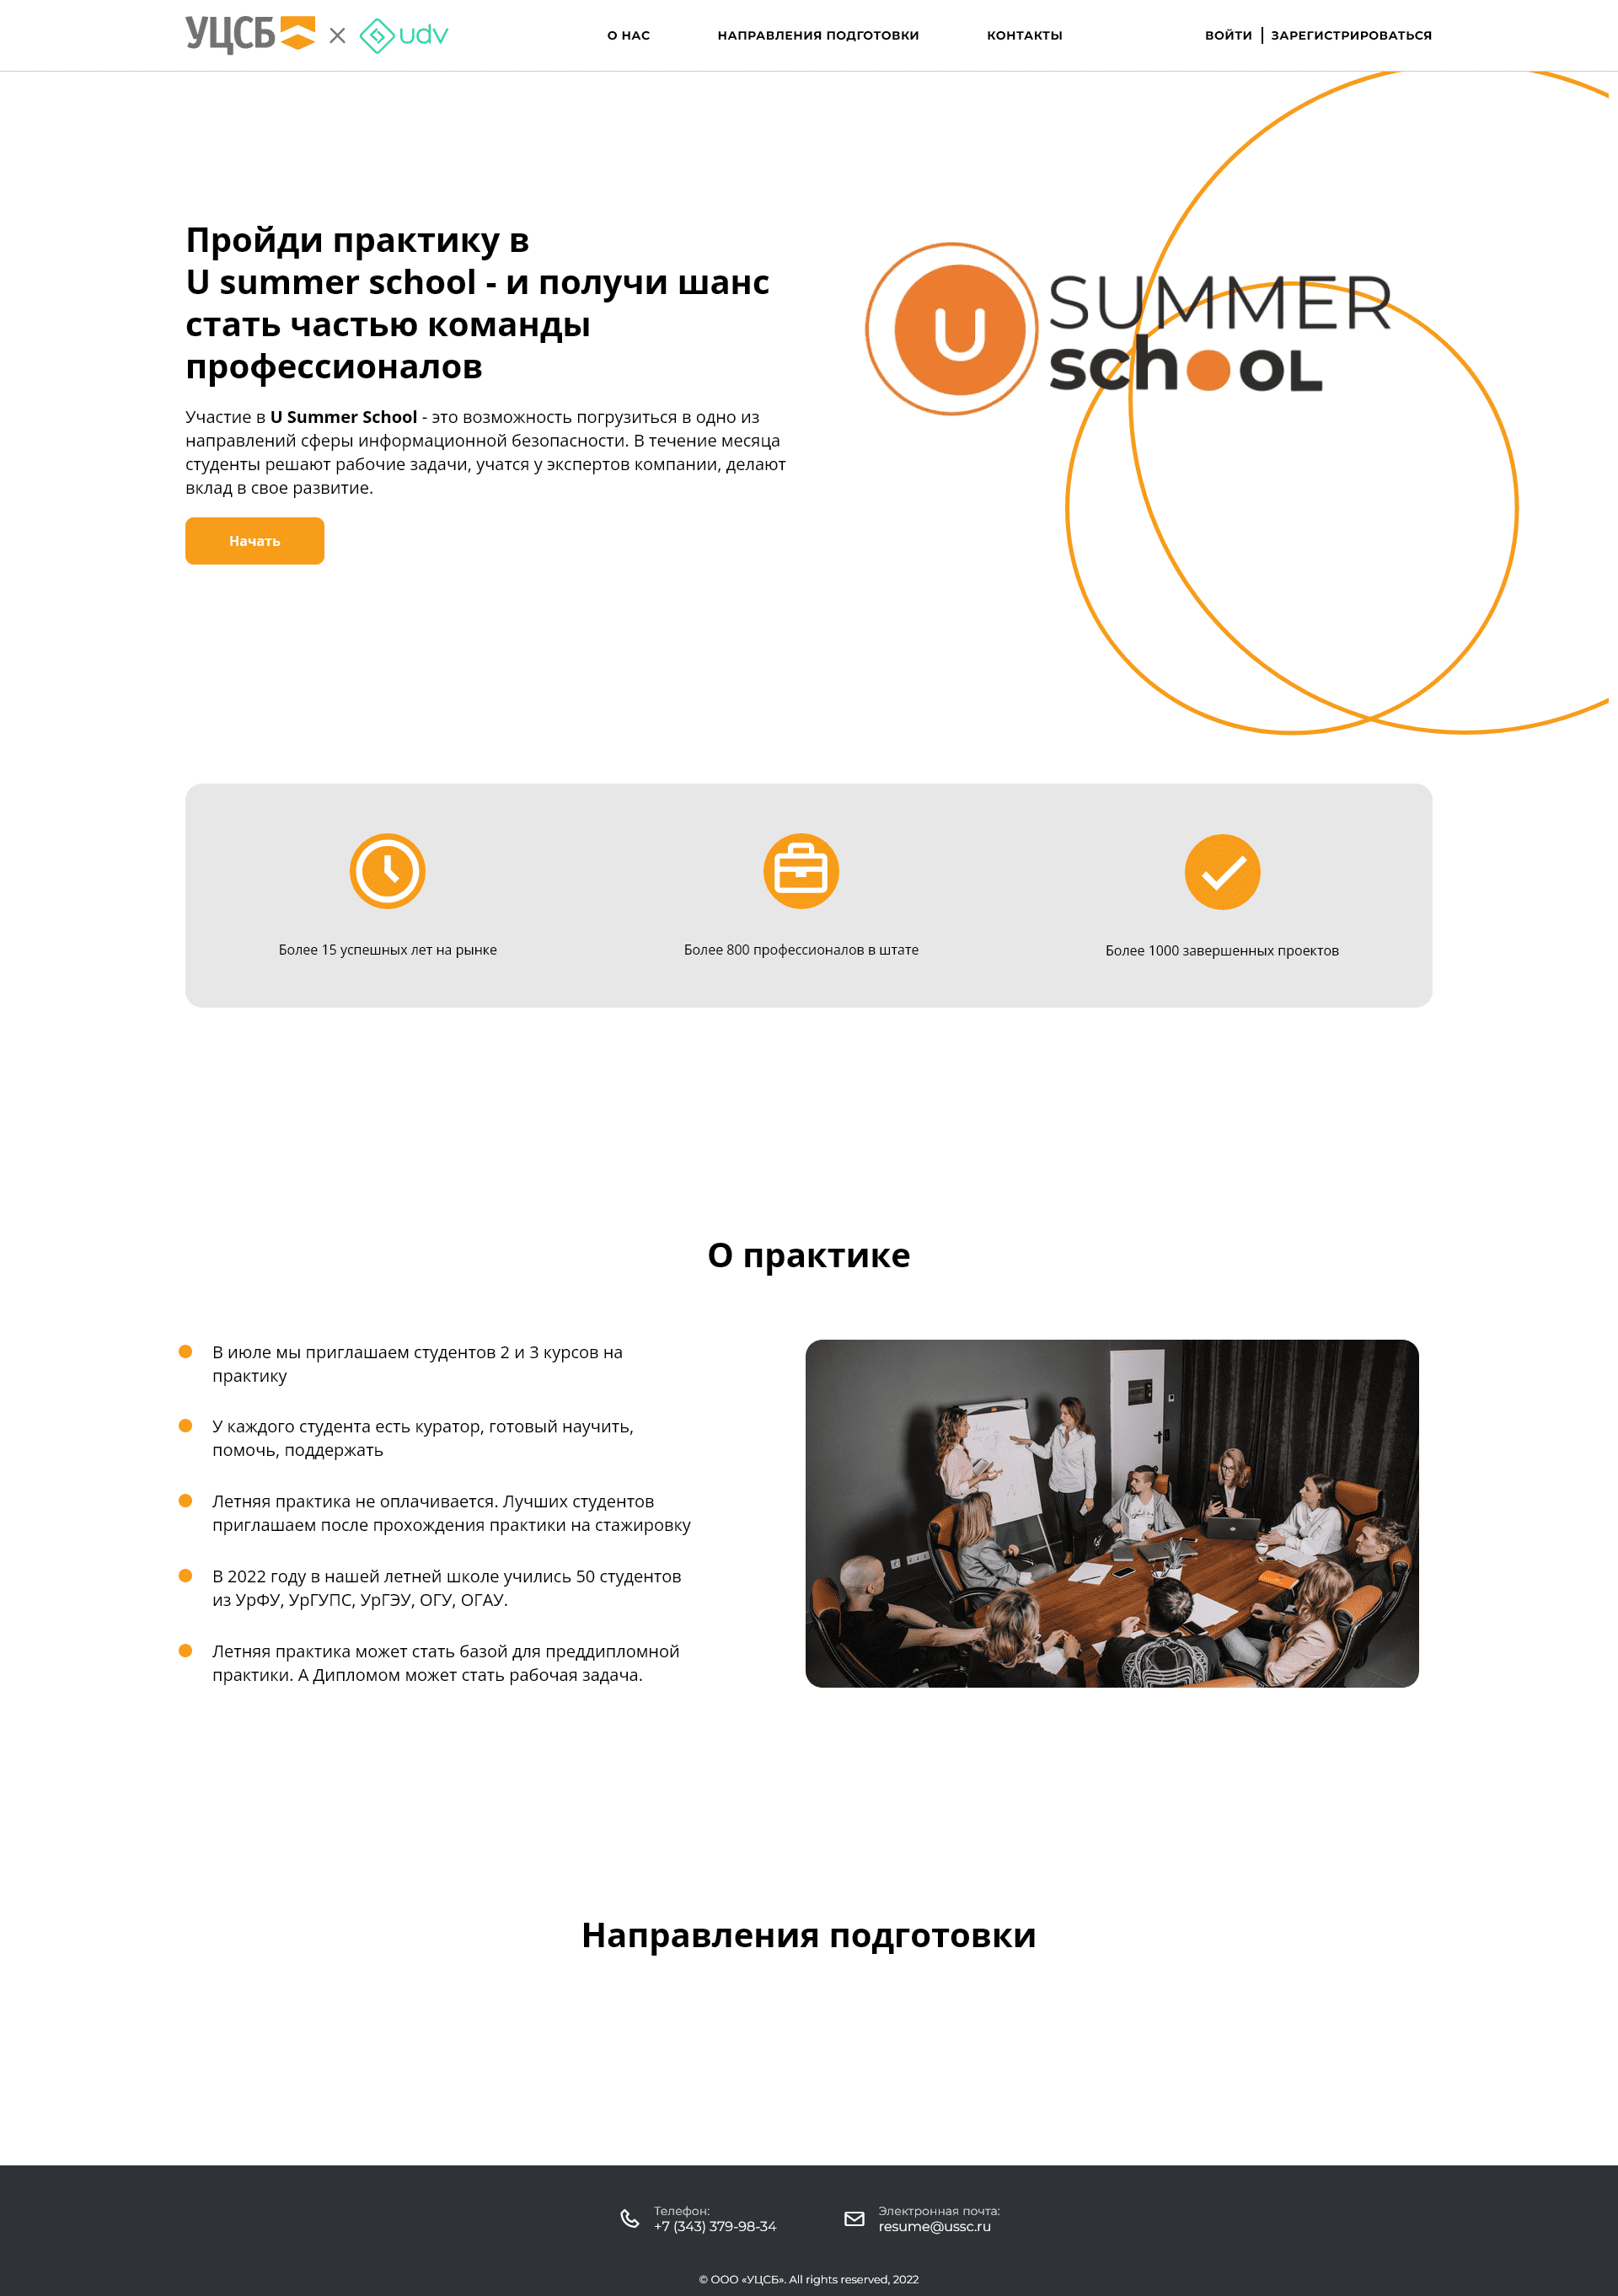 УЦСБ × udv
О НАС
НАПРАВЛЕНИЯ ПОДГОТОВКИ
КОНТАКТЫ
ВОЙТИ | ЗАРЕГИСТРИРОВАТЬСЯ
Пройди практику в
U summer school - и получи шанс
стать частью команды
профессионалов
Участие в U Summer School - это возможность погрузиться в одно из
направлений сферы информационной безопасности. В течение месяца
студенты решают рабочие задачи, учатся у экспертов компании, делают
вклад в свое развитие.
Начать
U
SUMMER
schOOL
Более 15 успешных лет на рынке
Более 800 профессионалов в штате
Более 1000 завершенных проектов
О практике
В июле мы приглашаем студентов 2 и 3 курсов на
практику
У каждого студента есть куратор, готовый научить,
помочь, поддержать
Летняя практика не оплачивается. Лучших студентов
приглашаем после прохождения практики на стажировку
В 2022 году в нашей летней школе учились 50 студентов
из УрФУ, УрГУПС, УрГЭУ, ОГУ, ОГАУ.
Летняя практика может стать базой для преддипломной
практики. А Дипломом может стать рабочая задача.
Направления подготовки
Телефон:
+7 (343) 379-98-34
Электронная почта:
resume@ussc.ru
© ООО «УЦСБ». All rights reserved, 2022